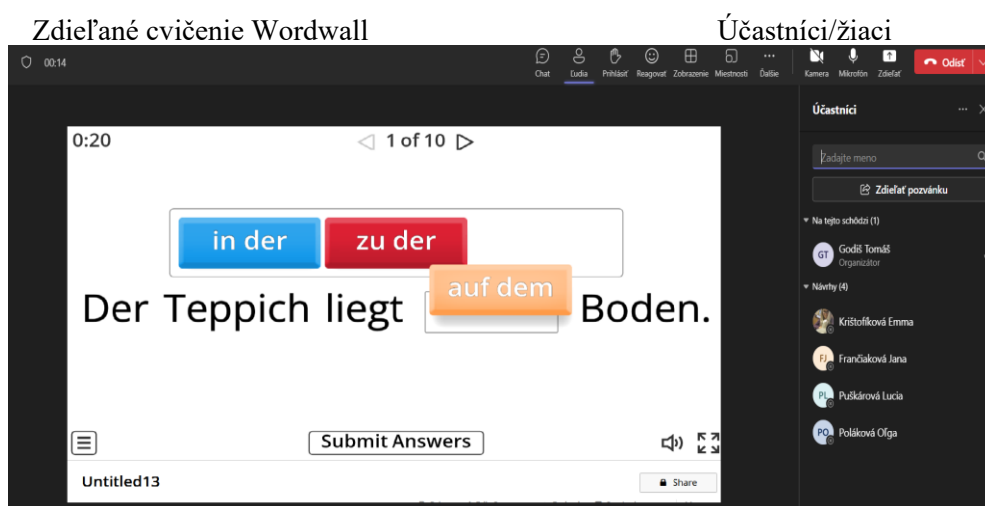 Zdieľané cvičenie Wordwall Účastníci/žiaci
00:14 Chat Ľudia Prihlásiť Reagovať Zobrazenie Miestnosti Ďalšie Kamera Mikrofón Zdieľať Odísť
Účastníci
0:20 1 of 10
Zadajte meno
Zdieľať pozvánku
Na tejto schôdzi (1)
in der zu der
GT Godiš Tomáš
Organizátor
auf dem
Návrhy (4)
Der Teppich liegt Boden.
Krištofíková Emma
FJ Frančiaková Jana
PL Puškárová Lucia
PO Poláková Oľga
Submit Answers
Untitled13 Share